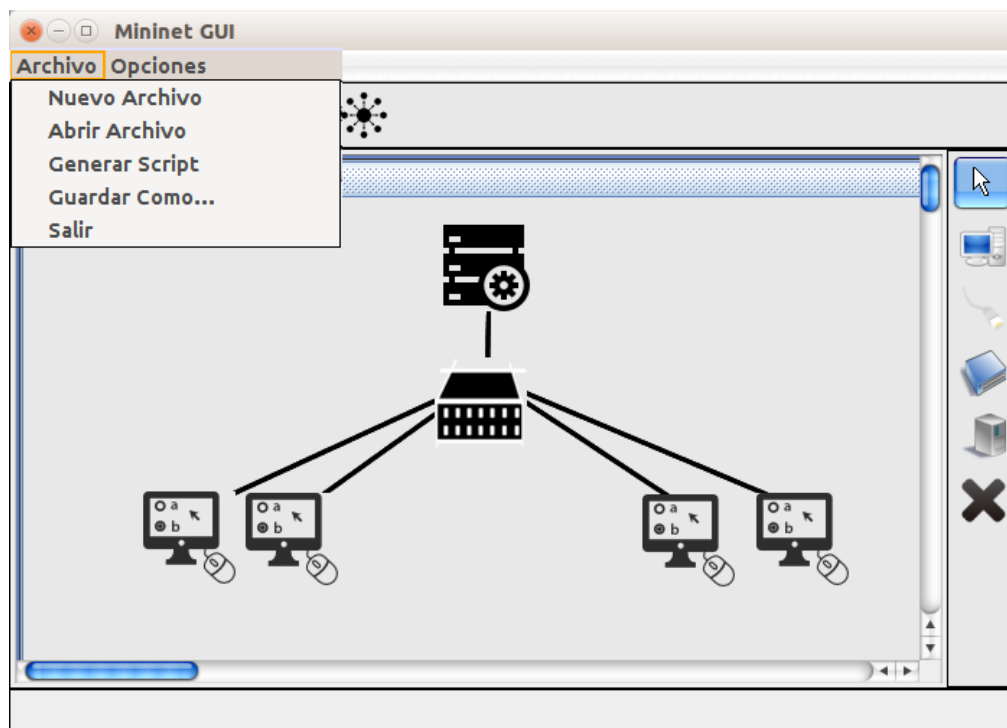 Mininet GUI
Archivo Opciones
Nuevo Archivo
Abrir Archivo
Generar Script
Guardar Como...
Salir
a
b
a
b
a
b
a
b